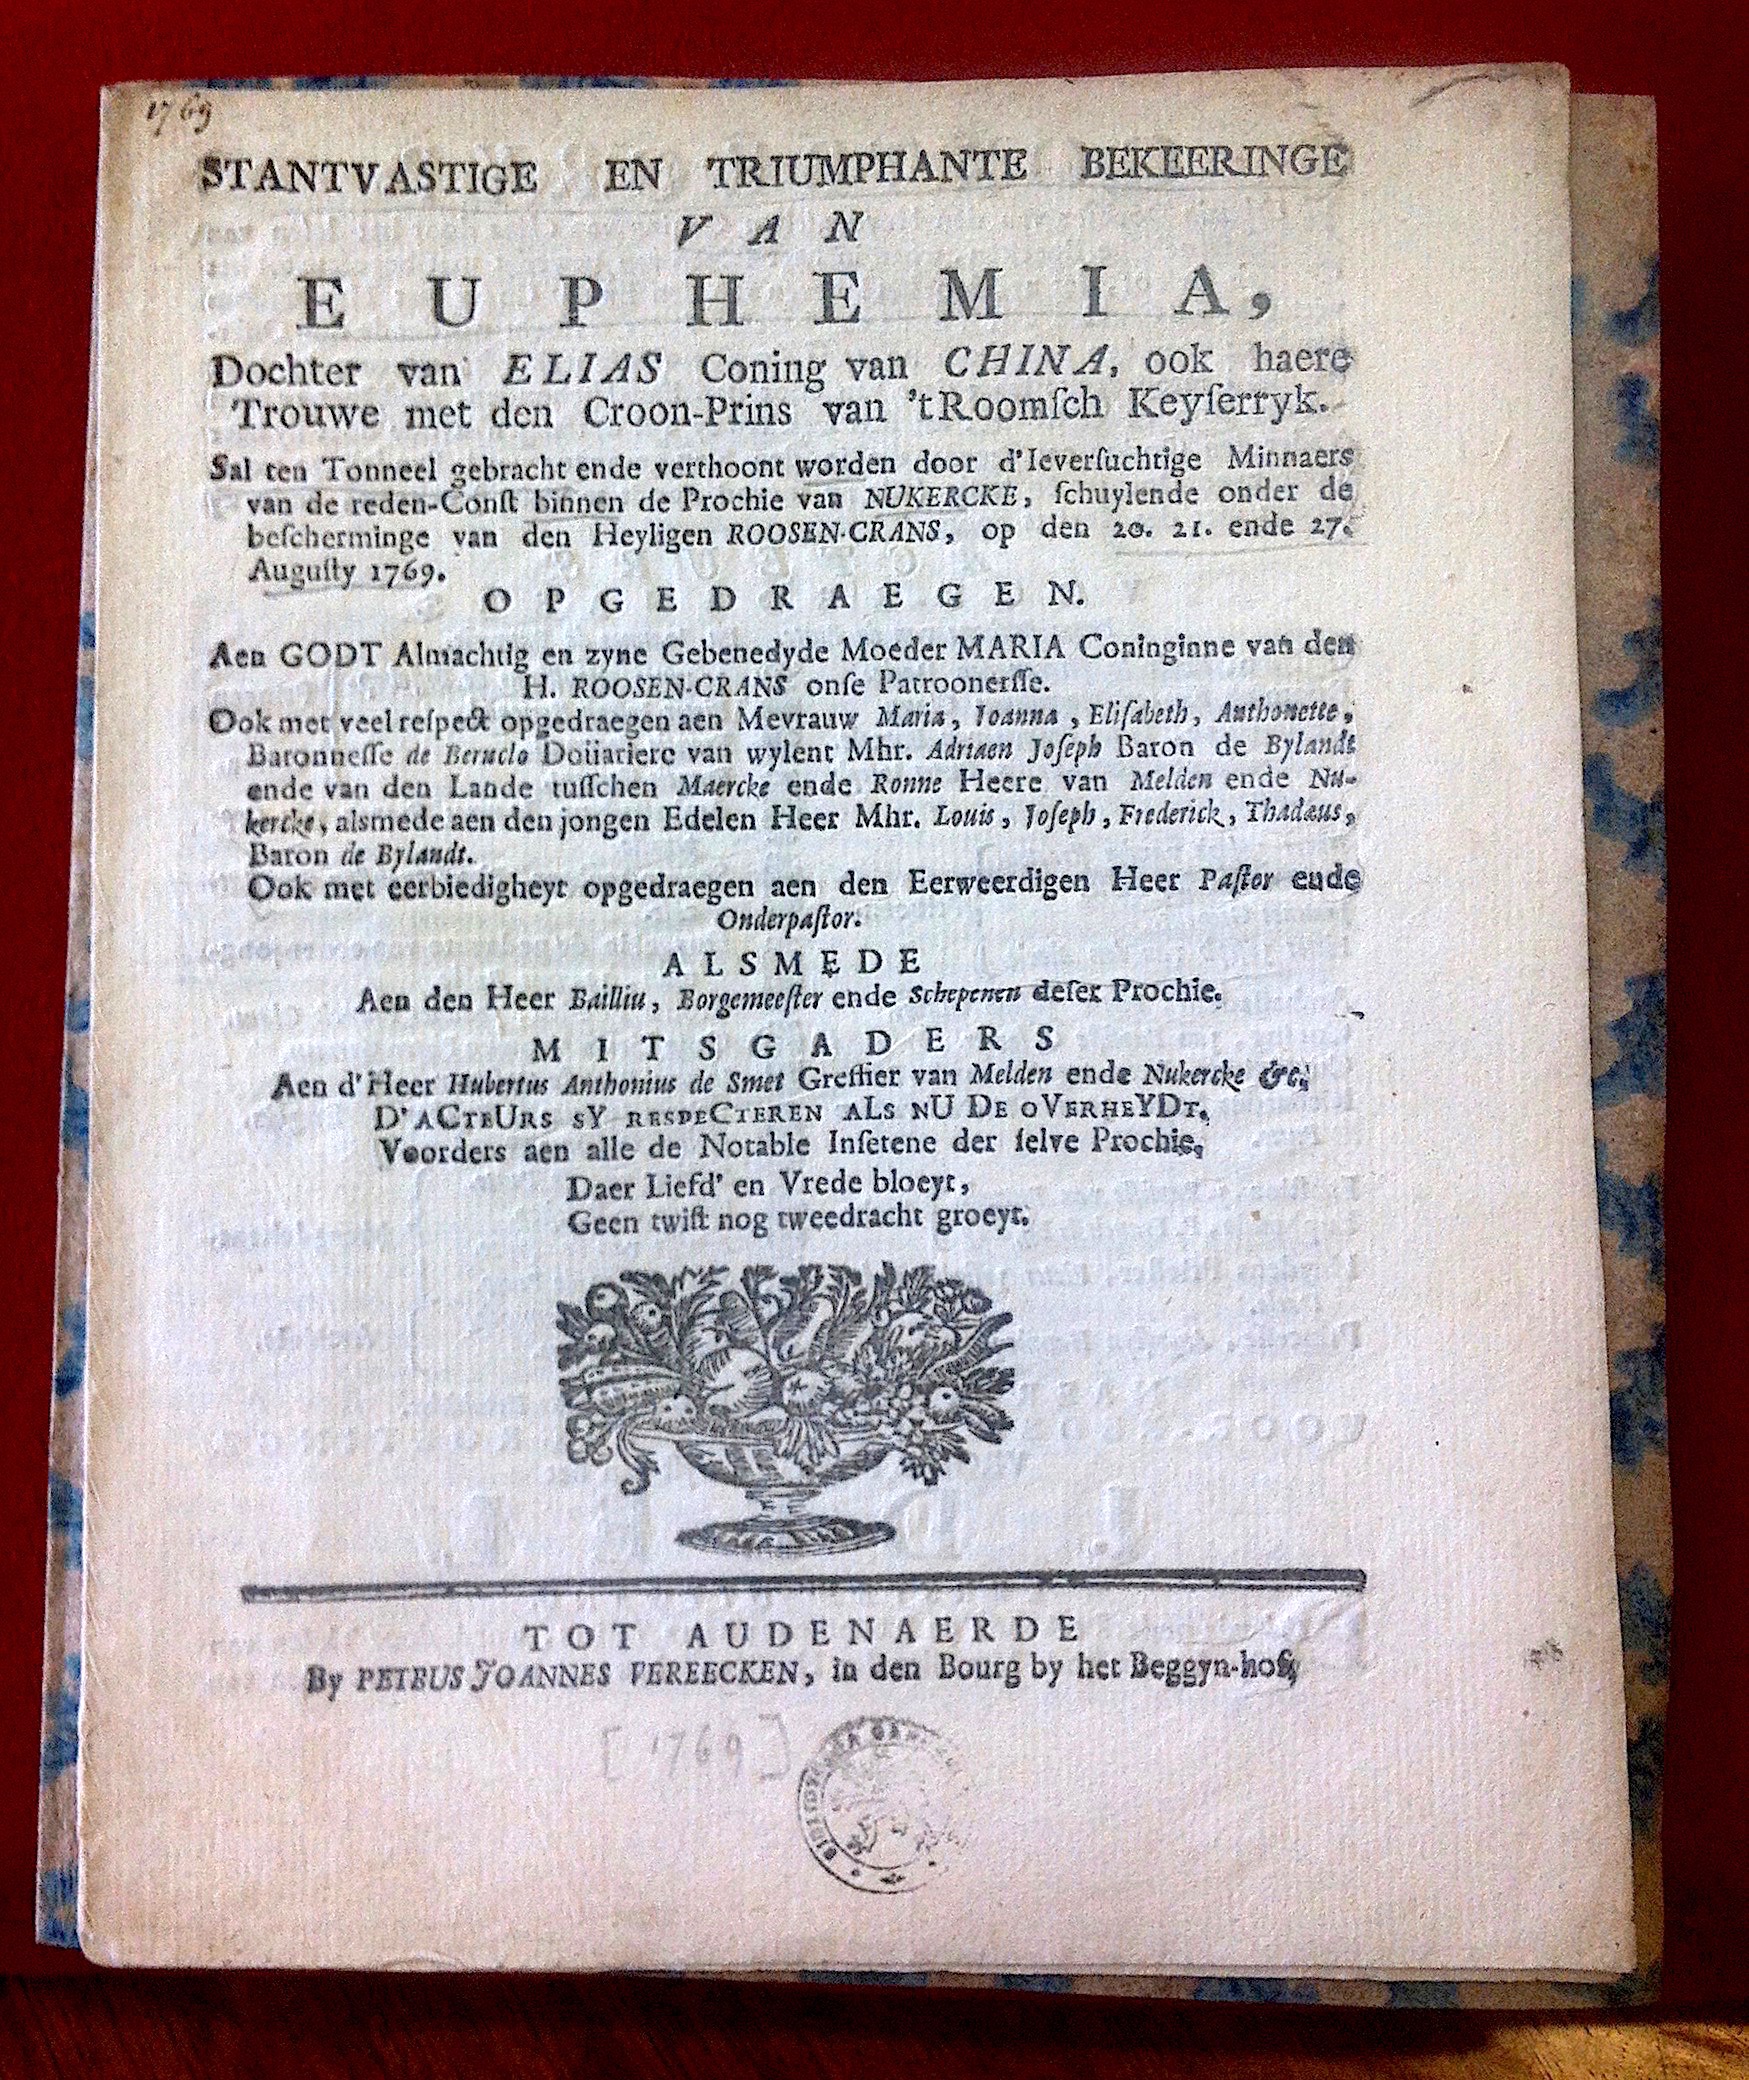 1769
STANTVASTIGE EN TRIUMPHANTE BEKEERINGE
VAN
EUPHEMIA,
Dochter van ELIAS Coning van CHINA, ook haere
Trouwe met den Croon-Prins van 'tRoomſch Keyſerryk.
Sal ten Tonneel gebracht ende verthoont worden door d'Ieverſuchtige Minnaers
van de reden-Conſt binnen de Prochie van NUKERCKE, ſchuylende onder de
beſcherminge van den Heyligen ROOSEN-CRANS, op den 20. 21. ende 27.
Auguſty 1769.
OPGEDRAEGEN.
Aen GODT Almachtig en zyne Gebenedyde Moeder MARIA Coninginne van den
H. ROOSEN-CRANS onſe Patroonerſſe.
Ook met veel reſpect opgedraegen aen Mevrauw Maria, Joanna, Eliſabeth, Anthonette,
Baronneſſe de Beruclo Doüariere van wylent Mhr. Adriaen Joſeph Baron de Bylandt
ende van den Lande tuſſchen Maercke ende Ronne Heere van Melden ende Nu-
kercke, alsmede aen den jongen Edelen Heer Mhr. Louis, Joſeph, Frederick, Thadæus,
Baron de Bylandt.
Ook met eerbiedigheyt opgedraegen aen den Eerweerdigen Heer Paſtor ende
Onderpaſtor.
ALSMEDE
Aen den Heer Bailliu, Borgemeeſter ende Schepenen deſer Prochie.
MITSGADERS
Aen d'Heer Hubertus Anthonius de Smet Greffier van Melden ende Nukercke &c.
D'ACTEURS SY RESPECTEREN ALS NU DE OVERHEYDT.
Voorders aen alle de Notable Inſetene der ſelve Prochie,
Daer Liefd' en Vrede bloeyt,
Geen twiſt nog tweedracht groeyt.
TOT AUDENAERDE
By PETRUS JOANNES VEREECKEN, in den Bourg by het Beggyn-hof,
[1769]